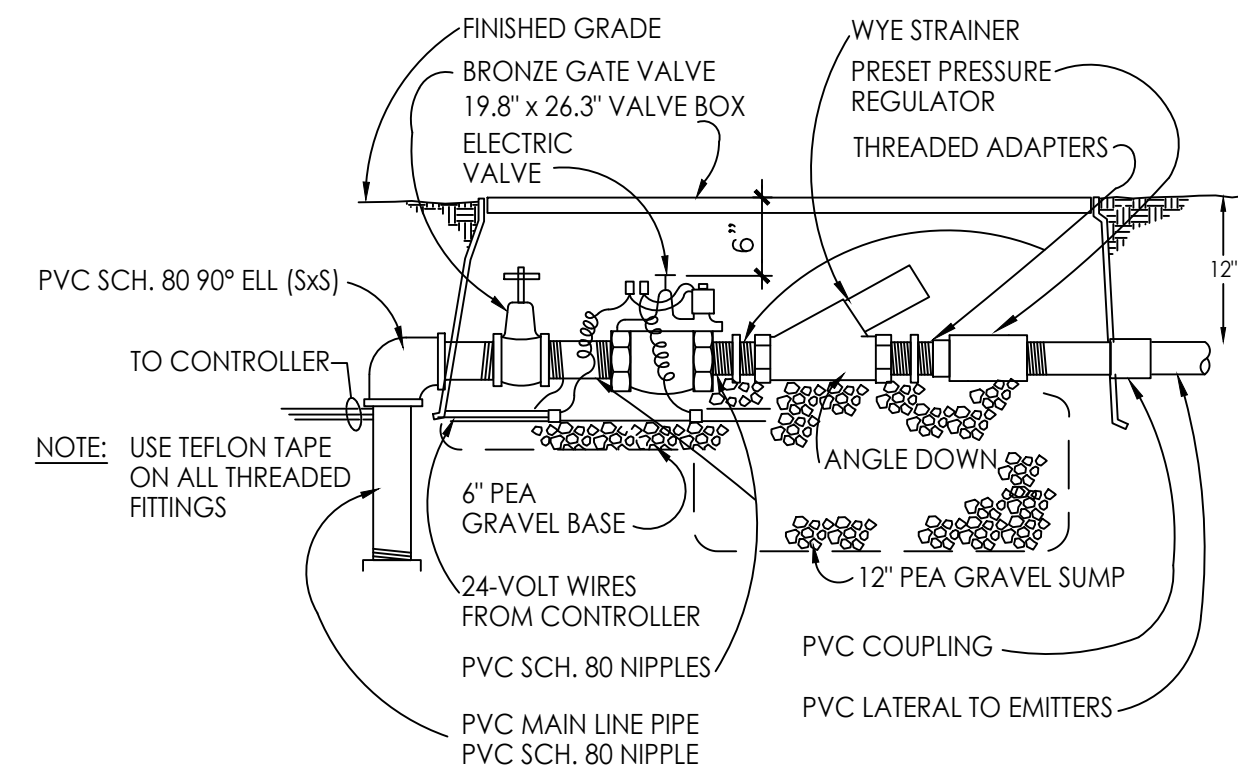 FINISHED GRADE
BRONZE GATE VALVE
19.8" x 26.3" VALVE BOX
ELECTRIC
VALVE
WYE STRAINER
PRESET PRESSURE
REGULATOR
THREADED ADAPTERS
6"
12"
PVC SCH. 80 90° ELL (SxS)
TO CONTROLLER
NOTE: USE TEFLON TAPE
ON ALL THREADED
FITTINGS
ANGLE DOWN
6" PEA
GRAVEL BASE
12" PEA GRAVEL SUMP
24-VOLT WIRES
FROM CONTROLLER
PVC COUPLING
PVC SCH. 80 NIPPLES
PVC LATERAL TO EMITTERS
PVC MAIN LINE PIPE
PVC SCH. 80 NIPPLE